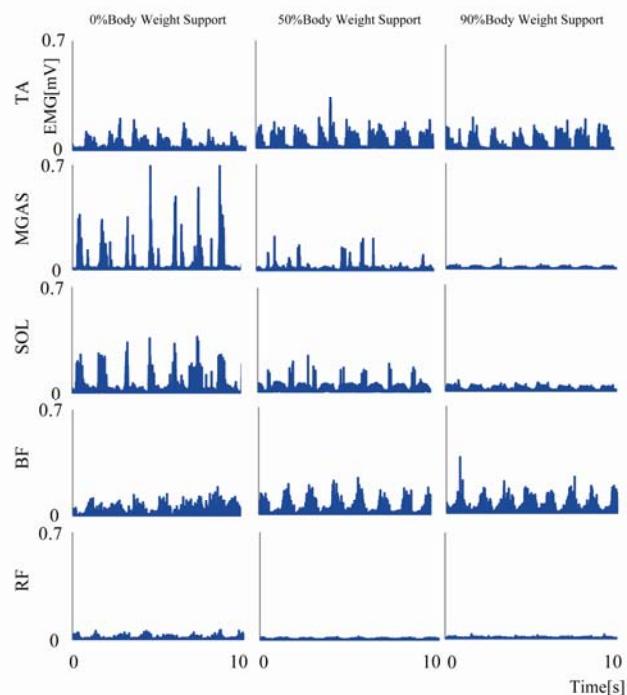 0%Body Weight Support 50%Body Weight Support 90%Body Weight Support
0.7
TA
EMG[mV]
0
0.7
MGAS
0
0.7
SOL
0
0.7
BF
0
0.7
RF
0
0 10 0 10 0 10
Time[s]